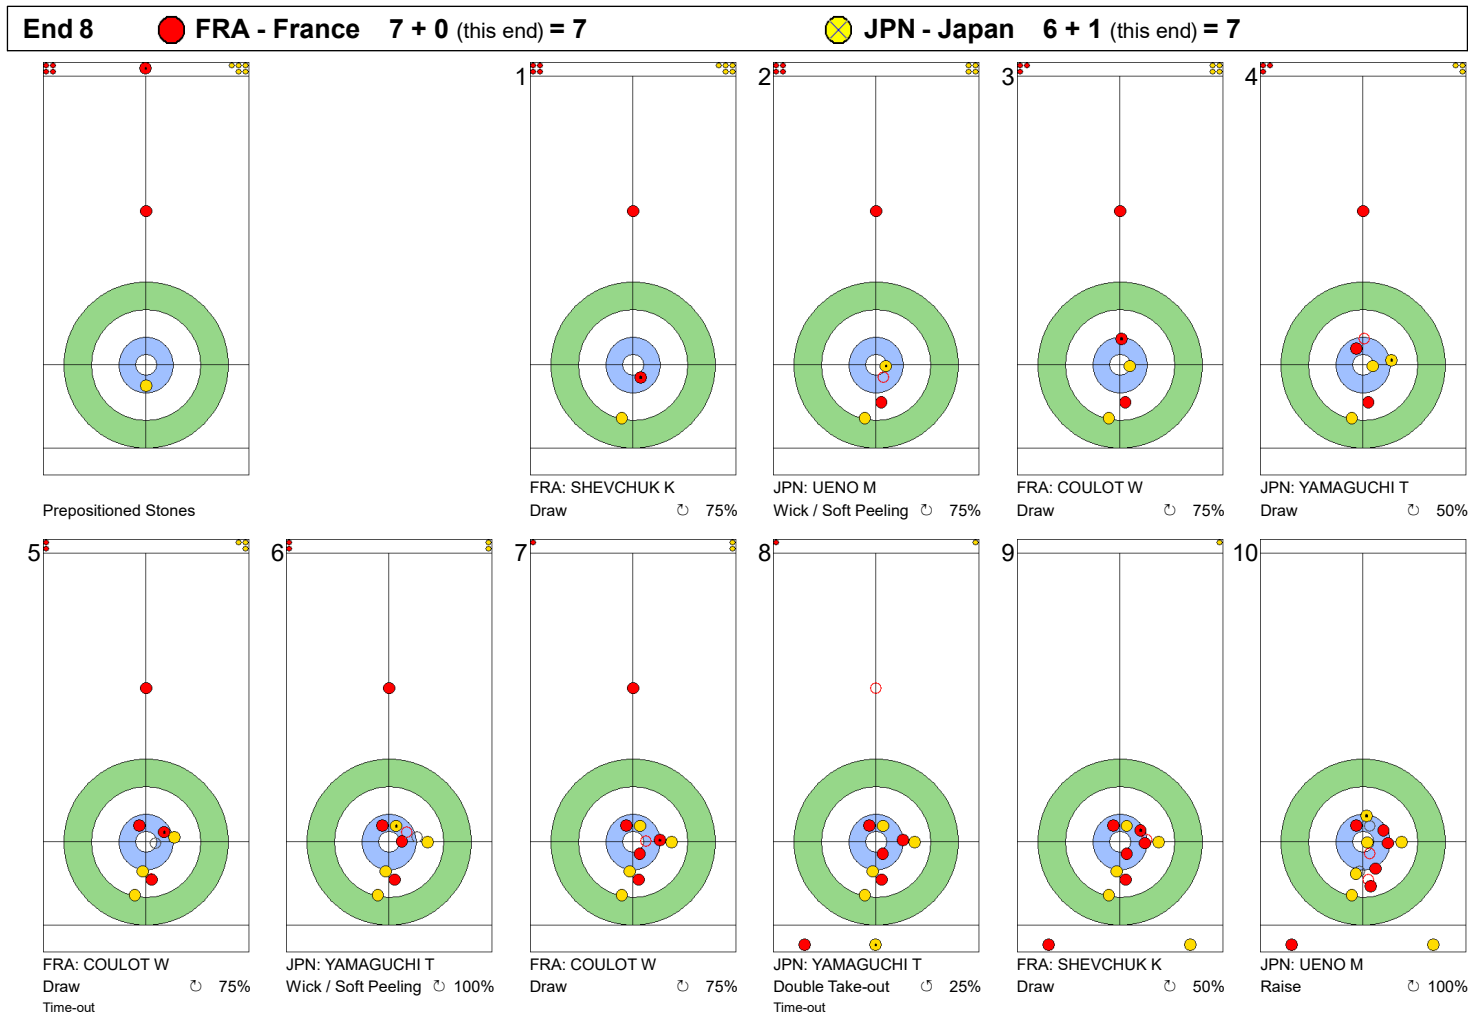 End 8 FRA - France 7 + 0 (this end) = 7 JPN - Japan 6 + 1 (this end) = 7
1 2 3 4
Prepositioned Stones
FRA: SHEVCHUK K
Draw 75%
JPN: UENO M
Wick / Soft Peeling 75%
FRA: COULOT W
Draw 75%
JPN: YAMAGUCHI T
Draw 50%
5 6 7 8 9 10
FRA: COULOT W
Draw 75%
Time-out
JPN: YAMAGUCHI T
Wick / Soft Peeling 100%
FRA: COULOT W
Draw 75%
JPN: YAMAGUCHI T
Double Take-out 25%
Time-out
FRA: SHEVCHUK K
Draw 50%
JPN: UENO M
Raise 100%